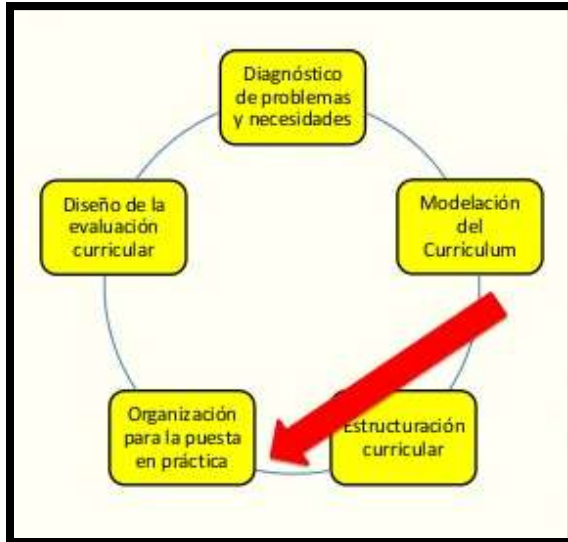 Diagnóstico
de problemas
y necesidades
Modelación
del
Curriculum
Estructuración
curricular
Organización
para la puesta
en práctica
Diseño de la
evaluación
curricular